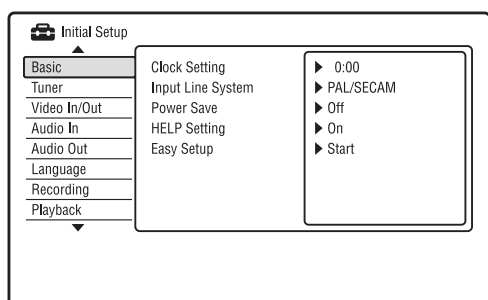 Initial Setup
Basic
Tuner
Video In/Out
Audio In
Audio Out
Language
Recording
Playback
Clock Setting
Input Line System
Power Save
HELP Setting
Easy Setup
0:00
PAL/SECAM
Off
On
Start